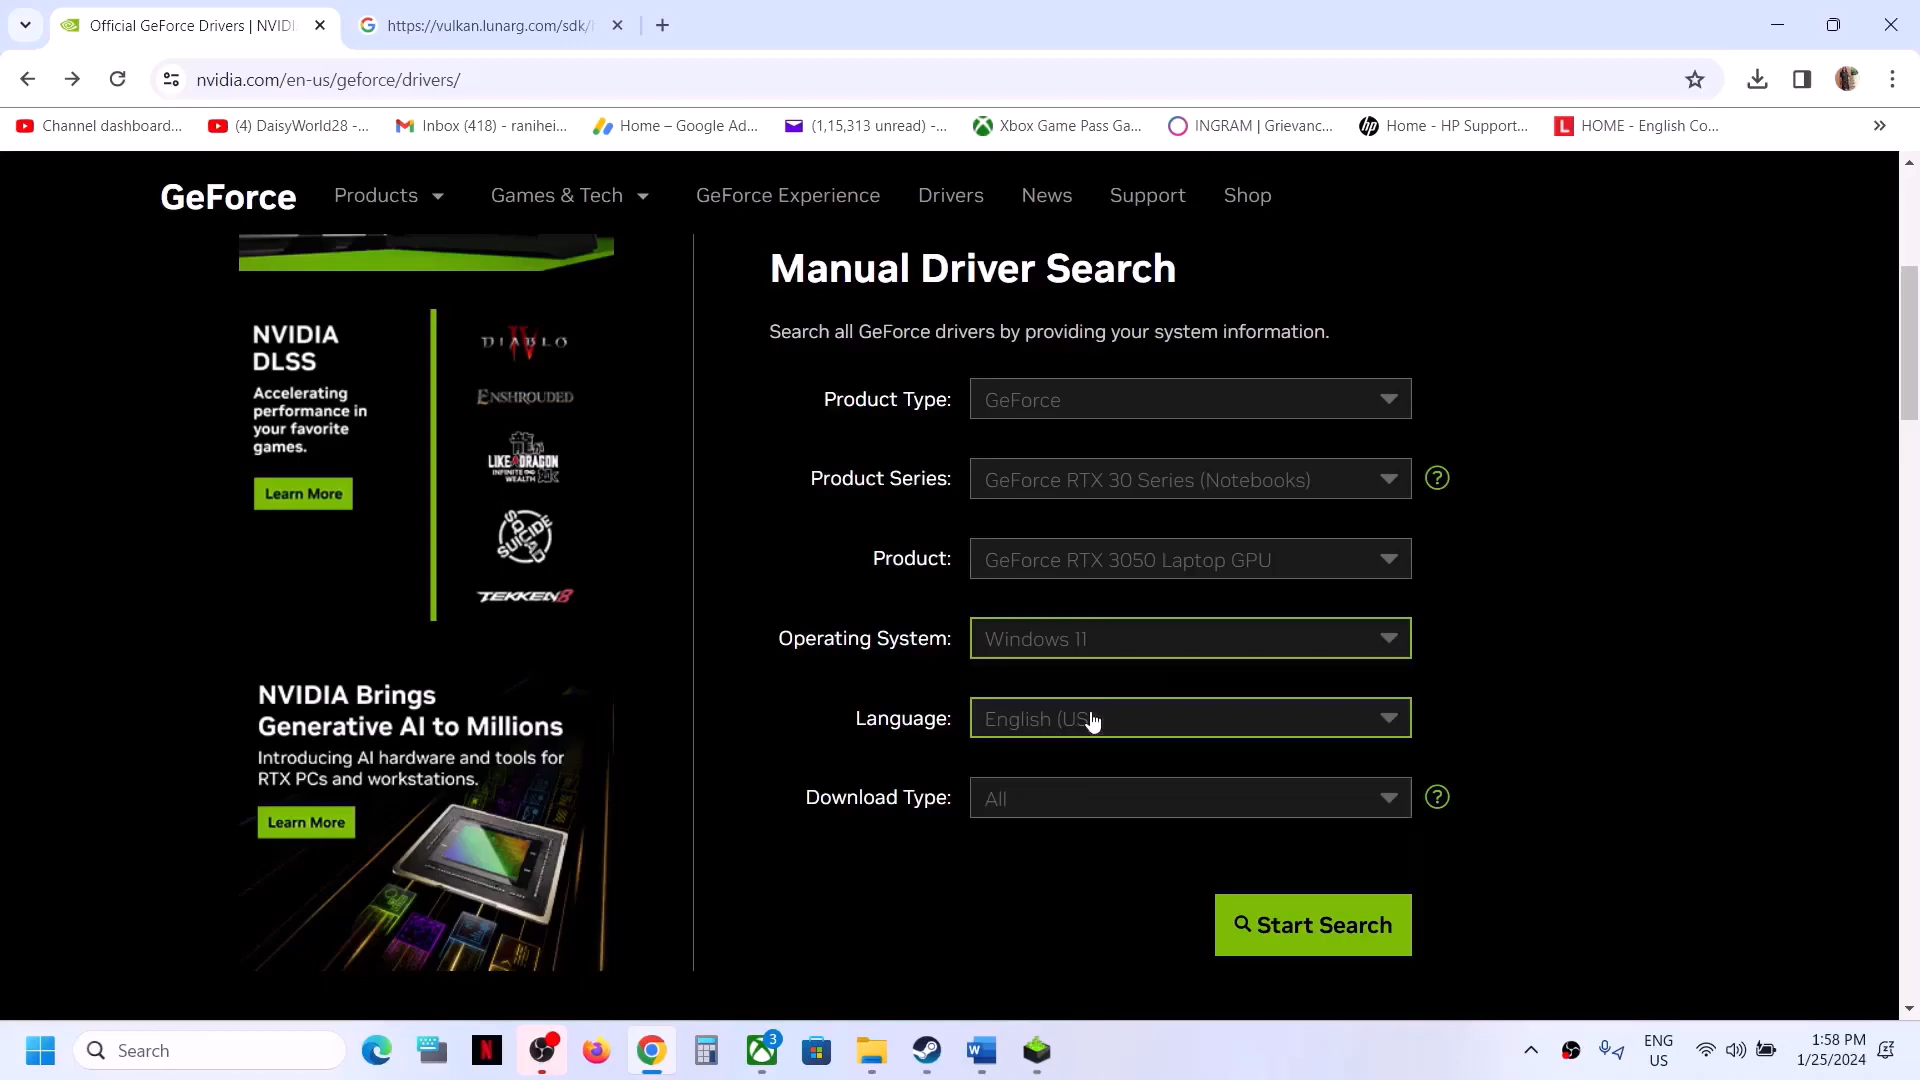 Official GeForce Drivers | NVIDI
https://vulkan.lunarg.com/sdk/
nvidia.com/en-us/geforce/drivers/
Channel dashboard...
(4) DaisyWorld28 -...
Inbox (418) - ranihei...
Home – Google Ad...
(1,15,313 unread) -...
Xbox Game Pass Ga...
INGRAM | Grievanc...
Home - HP Support...
HOME - English Co...
GeForce
Products
Games & Tech
GeForce Experience
Drivers
News
Support
Shop
NVIDIA
DLSS
Accelerating
performance in
your favorite
games.
Learn More
DIABLO
IV
ENSHROUDED
龍が如く
LIKE A DRAGON
INFINITE WEALTH
SUICIDE SQUAD
TEKKEN 8
NVIDIA Brings
Generative AI to Millions
Introducing AI hardware and tools for
RTX PCs and workstations.
Learn More
Manual Driver Search
Search all GeForce drivers by providing your system information.
Product Type:
GeForce
Product Series:
GeForce RTX 30 Series (Notebooks)
?
Product:
GeForce RTX 3050 Laptop GPU
Operating System:
Windows 11
Language:
English (US
Download Type:
All
?
Start Search
Search
N
3
W
ENG
US
1:58 PM
1/25/2024